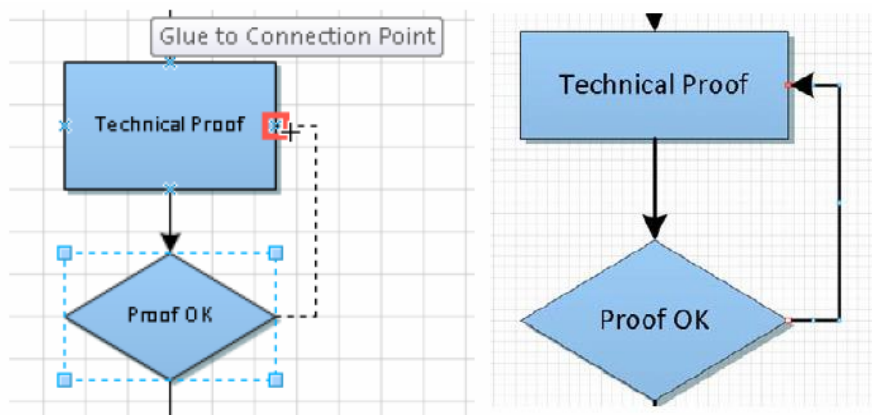 Glue to Connection Point
Technical Proof
Proof OK
Technical Proof
Proof OK